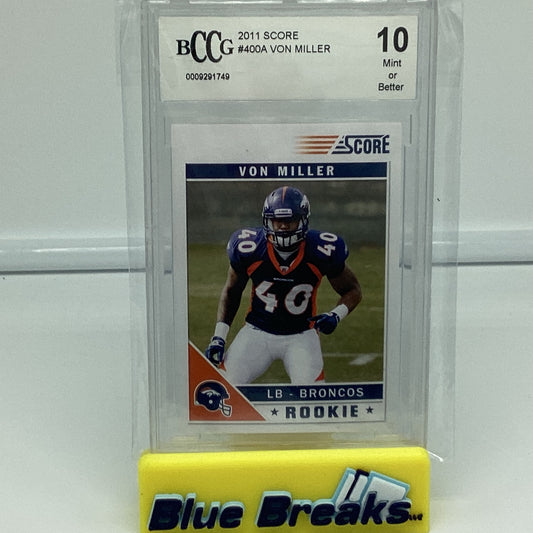 BCCG
2011 SCORE
#400A VON MILLER
0009291749
10
Mint
or
Better
SCORE
VON MILLER
40
40
40
LB - BRONCOS
★ ROOKIE ★
Blue Breaks LLC